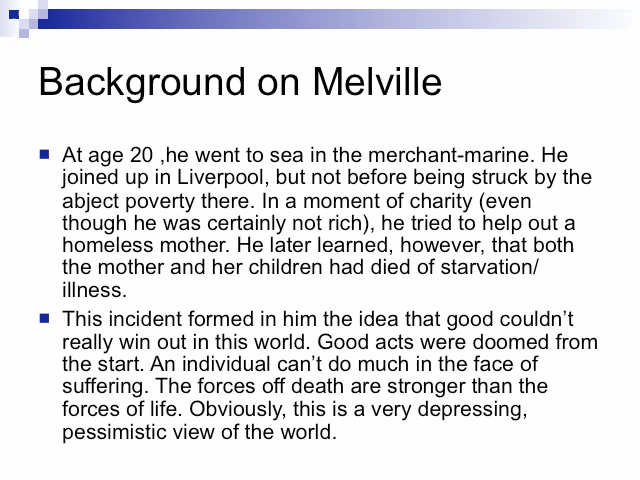 Background on Melville
At age 20 ,he went to sea in the merchant-marine. He
joined up in Liverpool, but not before being struck by the
abject poverty there. In a moment of charity (even
though he was certainly not rich), he tried to help out a
homeless mother. He later learned, however, that both
the mother and her children had died of starvation/
illness.
This incident formed in him the idea that good couldn’t
really win out in this world. Good acts were doomed from
the start. An individual can’t do much in the face of
suffering. The forces off death are stronger than the
forces of life. Obviously, this is a very depressing,
pessimistic view of the world.